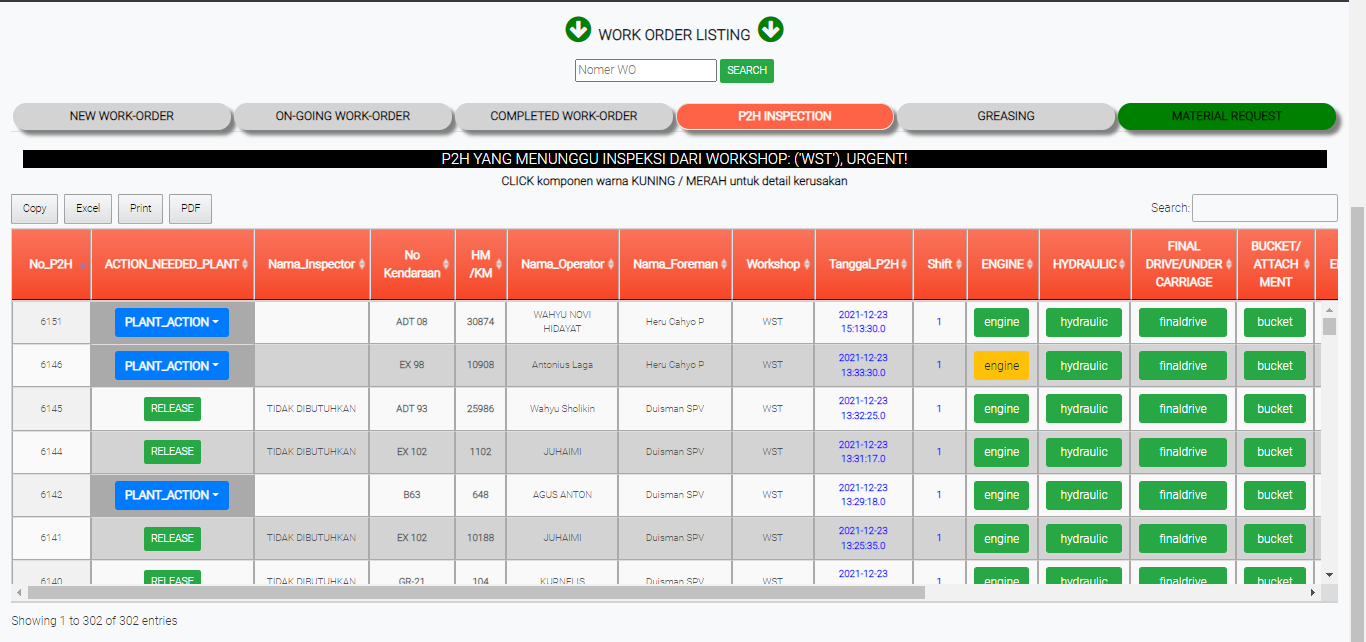 WORK ORDER LISTING
Nomer WO SEARCH
NEW WORK-ORDER ON-GOING WORK-ORDER COMPLETED WORK-ORDER P2H INSPECTION GREASING MATERIAL REQUEST
P2H YANG MENUNGGU INSPEKSI DARI WORKSHOP: ('WST'), URGENT!
CLICK komponen warna KUNING / MERAH untuk detail kerusakan
Copy Excel Print PDF Search:
No_P2H ACTION_NEEDED_PLANT Nama_Inspector No Kendaraan HM /KM Nama_Operator Nama_Foreman Workshop Tanggal_P2H Shift ENGINE HYDRAULIC FINAL DRIVE/UNDER CARRIAGE BUCKET/ ATTACH MENT
6151 PLANT_ACTION ADT 08 30874 WAHYU NOVI HIDAYAT Heru Cahyo P WST 2021-12-23 15:13:30.0 1 engine hydraulic finaldrive bucket
6146 PLANT_ACTION EX 98 10908 Antonius Laga Heru Cahyo P WST 2021-12-23 13:33:30.0 1 engine hydraulic finaldrive bucket
6145 RELEASE TIDAK DIBUTUHKAN ADT 93 25986 Wahyu Sholikin Duisman SPV WST 2021-12-23 13:32:25.0 1 engine hydraulic finaldrive bucket
6144 RELEASE TIDAK DIBUTUHKAN EX 102 1102 JUHAIMI Duisman SPV WST 2021-12-23 13:31:17.0 1 engine hydraulic finaldrive bucket
6142 PLANT_ACTION B63 648 AGUS ANTON Duisman SPV WST 2021-12-23 13:29:18.0 1 engine hydraulic finaldrive bucket
6141 RELEASE TIDAK DIBUTUHKAN EX 102 10188 JUHAIMI Duisman SPV WST 2021-12-23 13:25:35.0 1 engine hydraulic finaldrive bucket
6140 RELEASE TIDAK DIBUTUHKAN GR-21 104 KURNELIS Duisman SPV WST 2021-12-23 1 engine hydraulic finaldrive bucket
Showing 1 to 302 of 302 entries